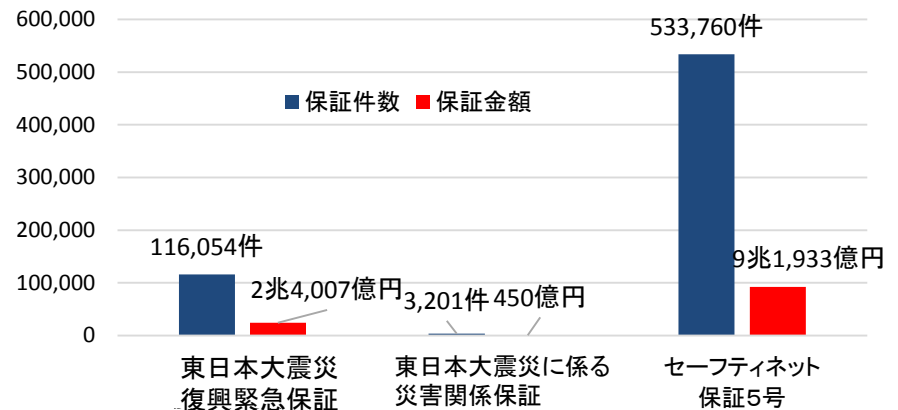 600,000
500,000
400,000
300,000
200,000
100,000
0
■保証件数 ■保証金額
116,054件
2兆4,007億円
3,201件
450億円
533,760件
9兆1,933億円
東日本大震災
復興緊急保証
東日本大震災に係る
災害関係保証
セーフティネット
保証5号